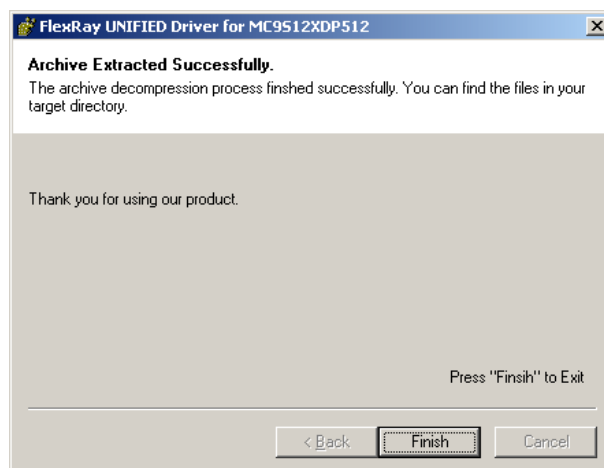 FlexRay UNIFIED Driver for MC9S12XDP512
Archive Extracted Successfully.
The archive decompression process finshed successfully. You can find the files in your
target directory.
Thank you for using our product.
Press "Finsih" to Exit
< Back
Finish
Cancel